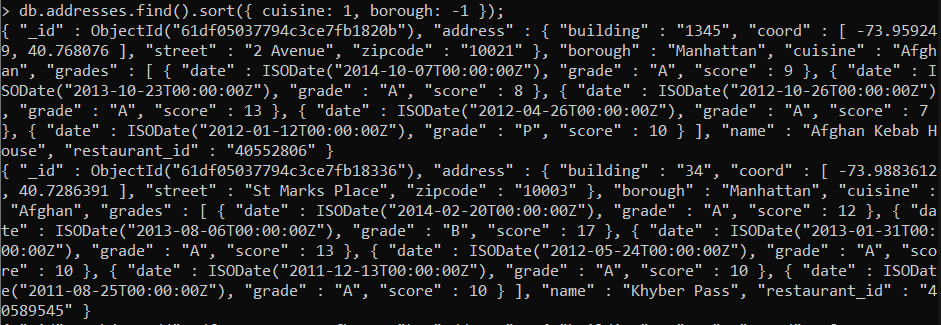 > db.addresses.find().sort({ cuisine: 1, borough: -1 });
{ "_id" : ObjectId("61df05037794c3ce7fb1820b"), "address" : { "building" : "1345", "coord" : [ -73.95924
9, 40.768076 ], "street" : "2 Avenue", "zipcode" : "10021" }, "borough" : "Manhattan", "cuisine" : "Afgh
an", "grades" : [ { "date" : ISODate("2014-10-07T00:00:00Z"), "grade" : "A", "score" : 9 }, { "date" : I
SODate("2013-10-23T00:00:00Z"), "grade" : "A", "score" : 8 }, { "date" : ISODate("2012-10-26T00:00:00Z")
, "grade" : "A", "score" : 13 }, { "date" : ISODate("2012-04-26T00:00:00Z"), "grade" : "A", "score" : 7
}, { "date" : ISODate("2012-01-12T00:00:00Z"), "grade" : "P", "score" : 10 } ], "name" : "Afghan Kebab H
ouse", "restaurant_id" : "40552806" }
{ "_id" : ObjectId("61df05037794c3ce7fb18336"), "address" : { "building" : "34", "coord" : [ -73.9883612
, 40.7286391 ], "street" : "St Marks Place", "zipcode" : "10003" }, "borough" : "Manhattan", "cuisine" :
"Afghan", "grades" : [ { "date" : ISODate("2014-02-20T00:00:00Z"), "grade" : "A", "score" : 12 }, { "da
te" : ISODate("2013-08-06T00:00:00Z"), "grade" : "B", "score" : 17 }, { "date" : ISODate("2013-01-31T00:
00:00Z"), "grade" : "A", "score" : 13 }, { "date" : ISODate("2012-05-24T00:00:00Z"), "grade" : "A", "sco
re" : 10 }, { "date" : ISODate("2011-12-13T00:00:00Z"), "grade" : "A", "score" : 10 }, { "date" : ISODat
e("2011-08-25T00:00:00Z"), "grade" : "A", "score" : 10 } ], "name" : "Khyber Pass", "restaurant_id" : "4
0589545" }